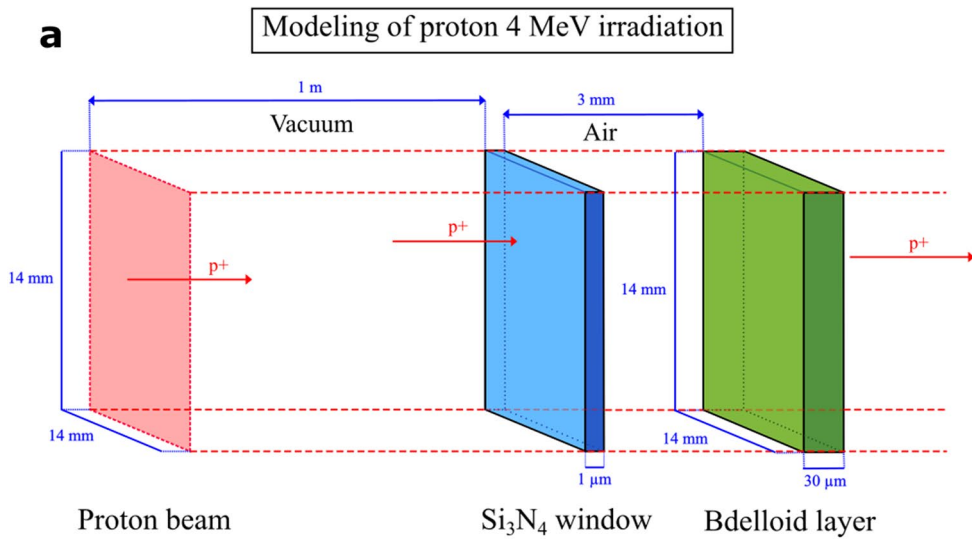 a
Modeling of proton 4 MeV irradiation
1 m
3 mm
Vacuum
Air
p+
p+
p+
14 mm
14 mm
14 mm
14 mm
1 µm
30 µm
Proton beam
Si₃N₄ window
Bdelloid layer